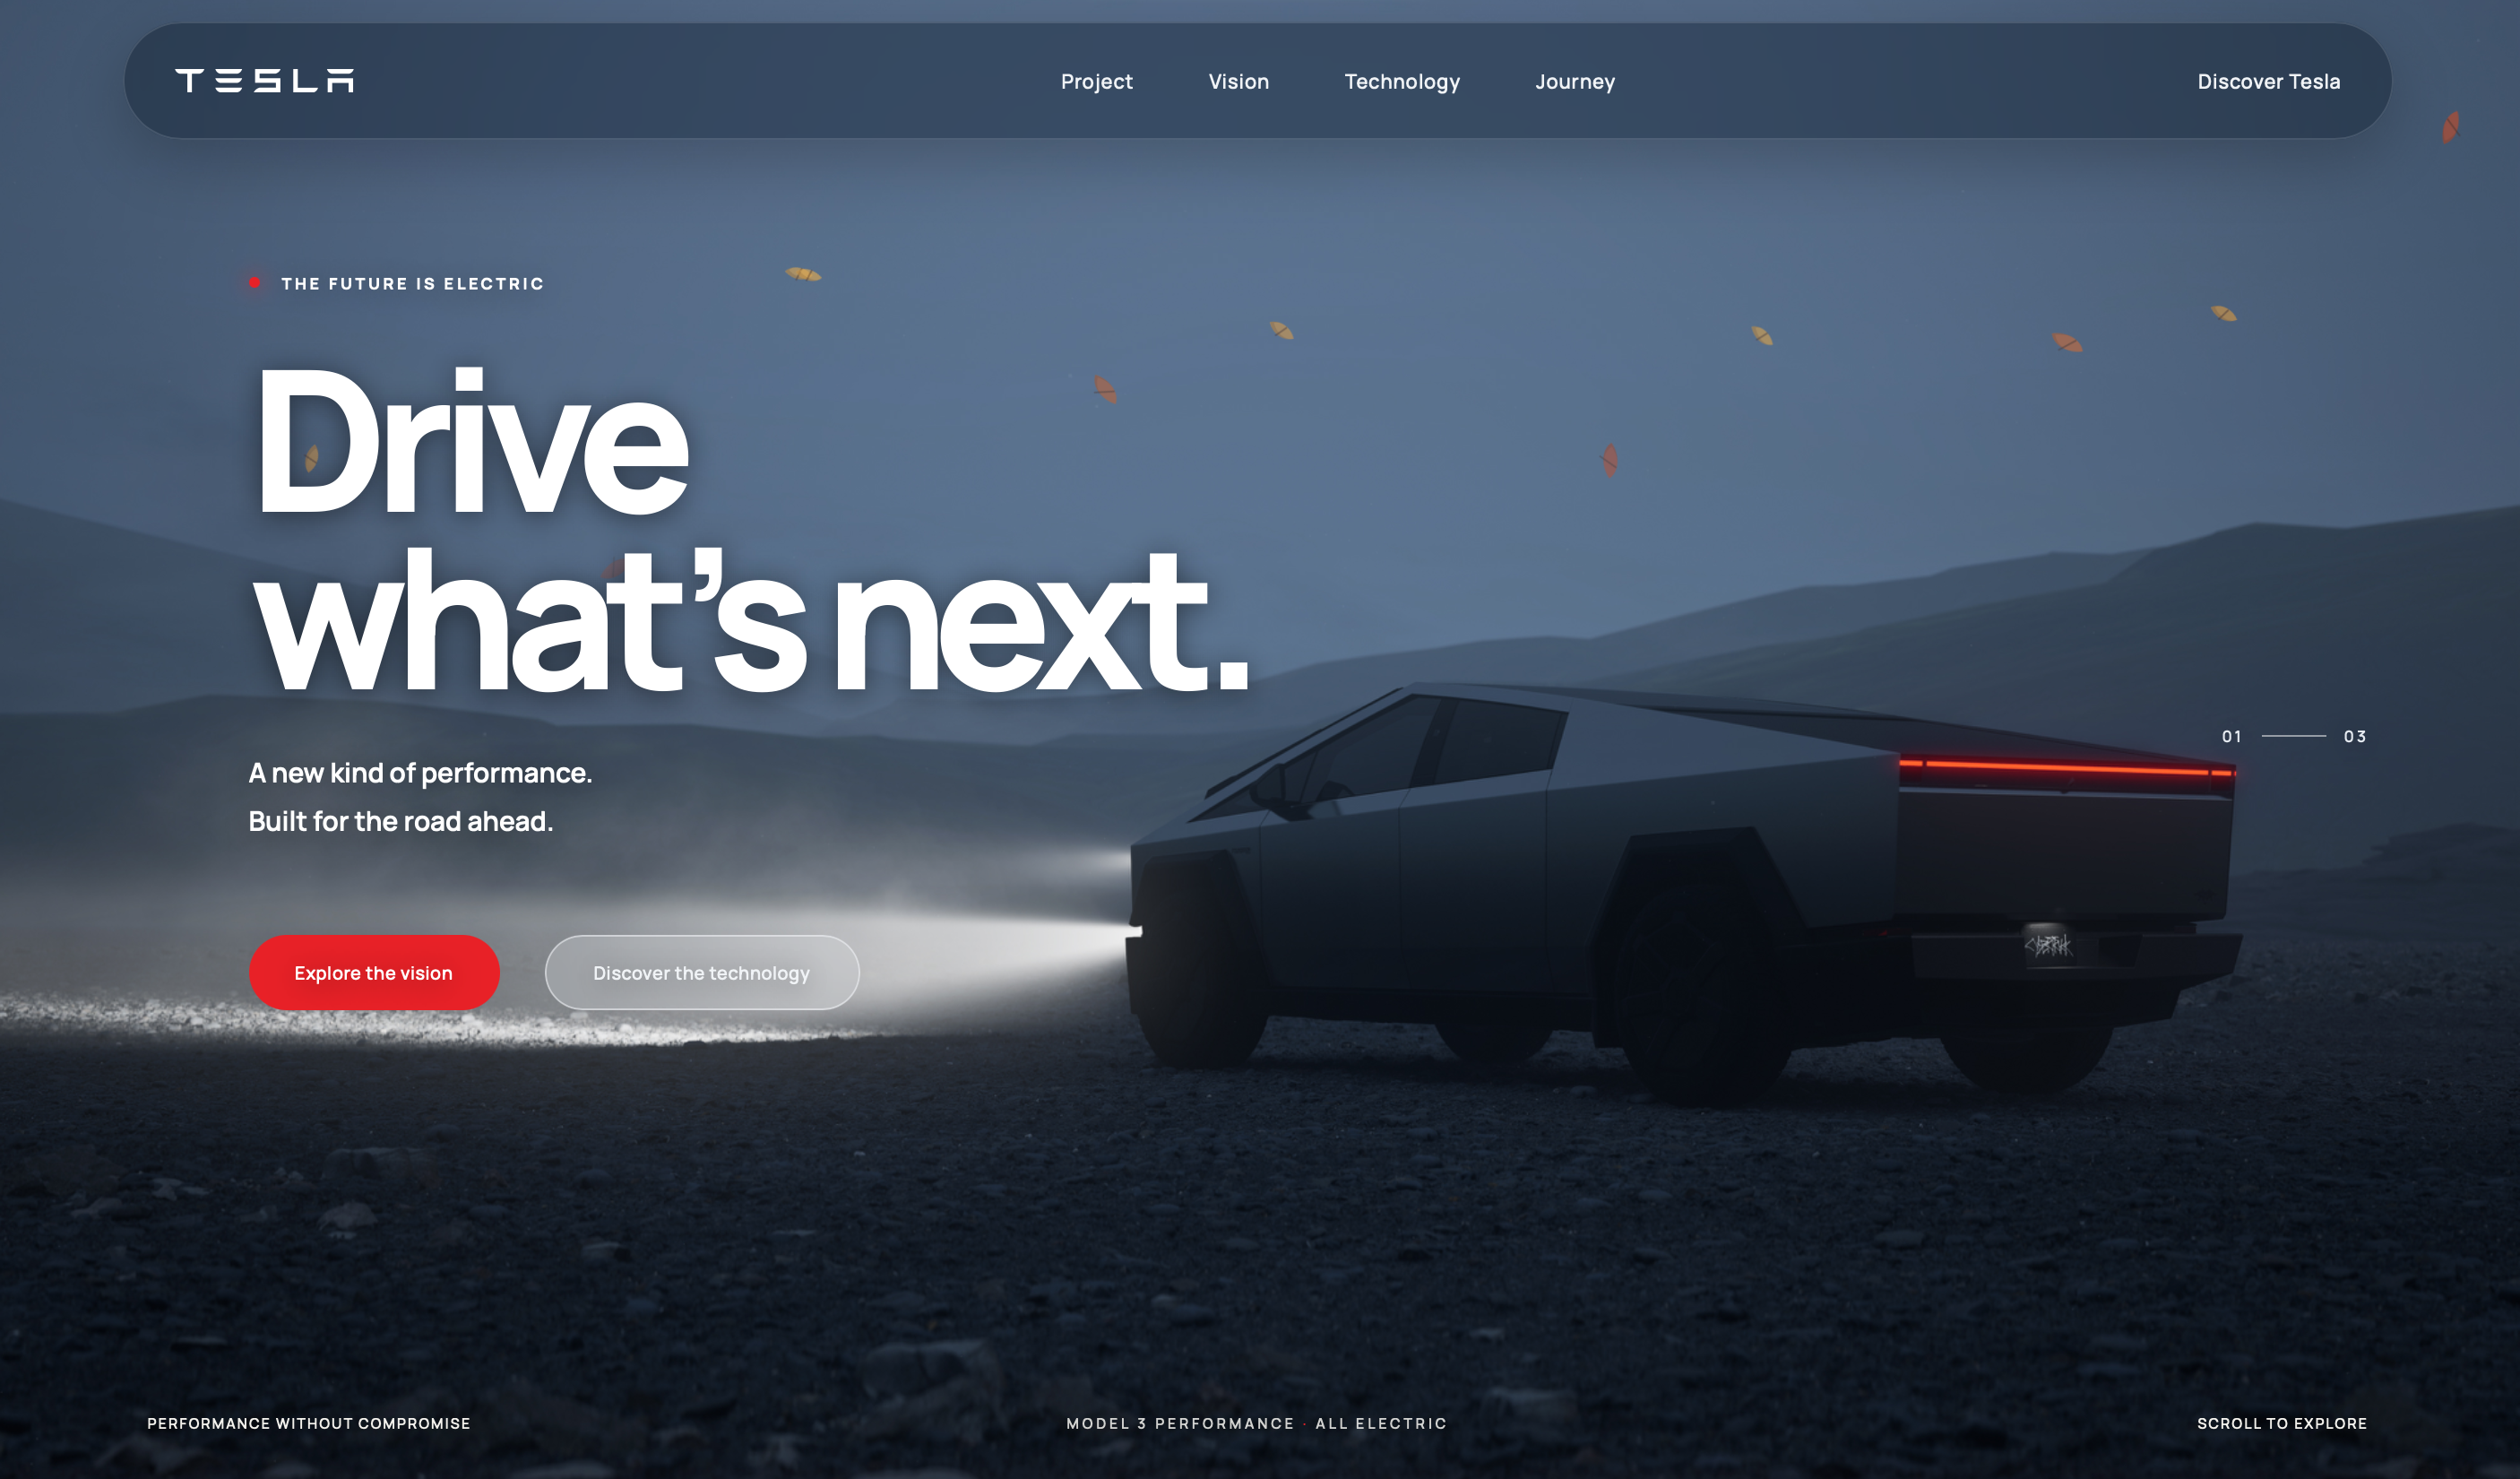 TESLA
Project
Vision
Technology
Journey
Discover Tesla
THE FUTURE IS ELECTRIC
Drive
what’s next.
A new kind of performance.
Built for the road ahead.
01
03
Explore the vision
Discover the technology
PERFORMANCE WITHOUT COMPROMISE
MODEL 3 PERFORMANCE · ALL ELECTRIC
SCROLL TO EXPLORE